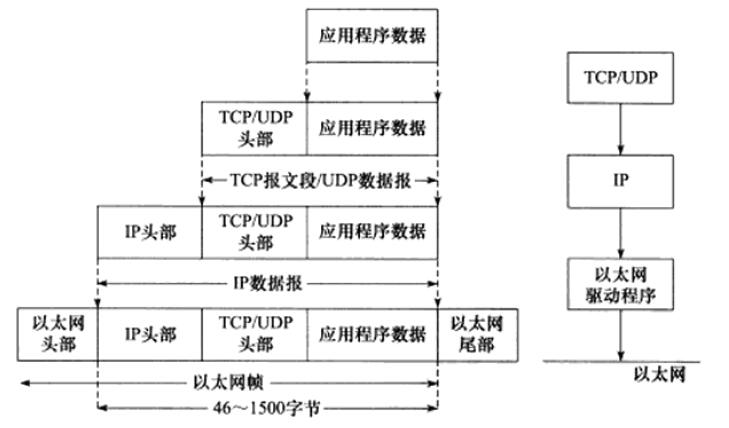 应用程序数据
TCP/UDP
头部
应用程序数据
TCP报文段/UDP数据报
IP头部
TCP/UDP
头部
应用程序数据
IP数据报
以太网
头部
IP头部
TCP/UDP
头部
应用程序数据
以太网
尾部
以太网帧
46～1500字节
TCP/UDP
IP
以太网
驱动程序
以太网